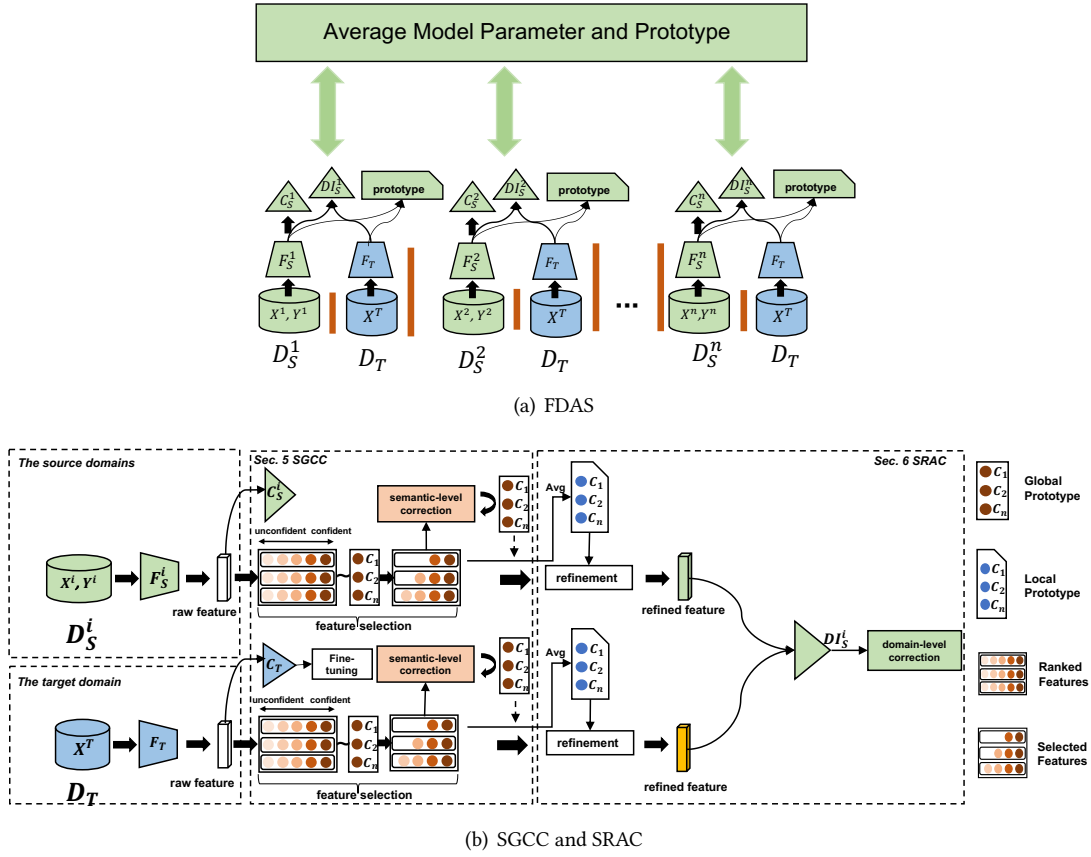 Average Model Parameter and Prototype
C_S^1 DI_S^1 prototype C_S^2 DI_S^2 prototype C_S^n DI_S^n prototype
F_S^1 F_T F_S^2 F_T F_S^n F_T
X^1, Y^1 X^T X^2, Y^2 X^T ... X^n, Y^n X^T
D_S^1 D_T D_S^2 D_T D_S^n D_T
(a) FDAS
The source domains
X^i, Y^i
F_S^i
raw feature
D_S^i
Sec. 5 SGCC
C_S^i
unconfident confident
C_1
C_2
C_n
feature selection
semantic-level
correction
C_1
C_2
C_n
Sec. 6 SRAC
Avg
C_1
C_2
C_n
refinement
refined feature
The target domain
X^T
F_T
raw feature
D_T
C_T
Fine-
tuning
unconfident confident
C_1
C_2
C_n
feature selection
semantic-level
correction
C_1
C_2
C_n
Avg
C_1
C_2
C_n
refinement
refined feature
DI_S^i
domain-level
correction
C_1
C_2
C_n
Global
Prototype
C_1
C_2
C_n
Local
Prototype
Ranked
Features
Selected
Features
(b) SGCC and SRAC